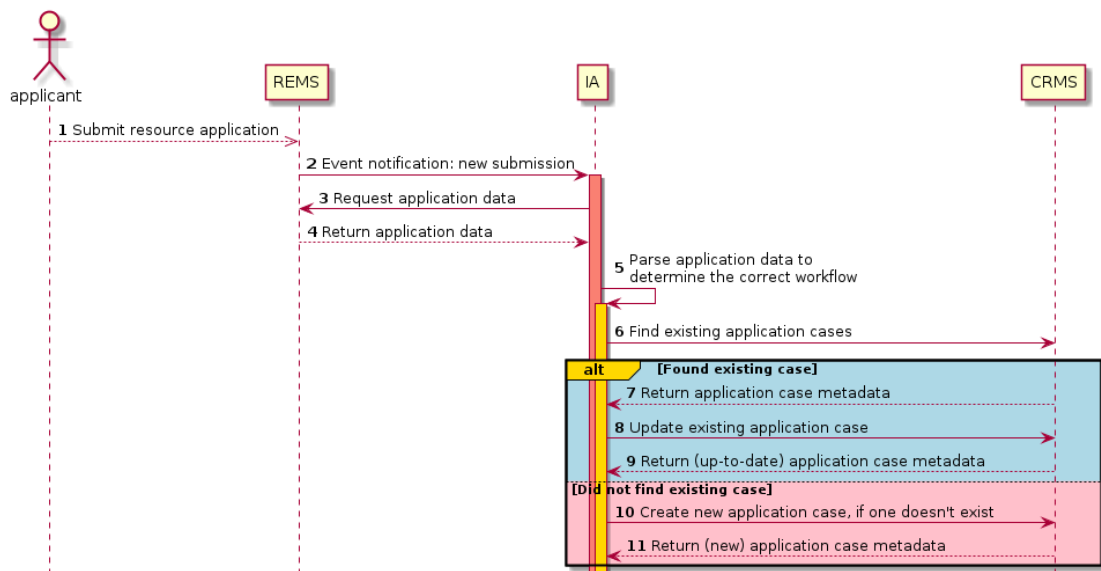 applicant
REMS
IA
CRMS
1 Submit resource application
2 Event notification: new submission
3 Request application data
4 Return application data
5 Parse application data to
determine the correct workflow
6 Find existing application cases
alt [Found existing case]
7 Return application case metadata
8 Update existing application case
9 Return (up-to-date) application case metadata
[Did not find existing case]
10 Create new application case, if one doesn't exist
11 Return (new) application case metadata